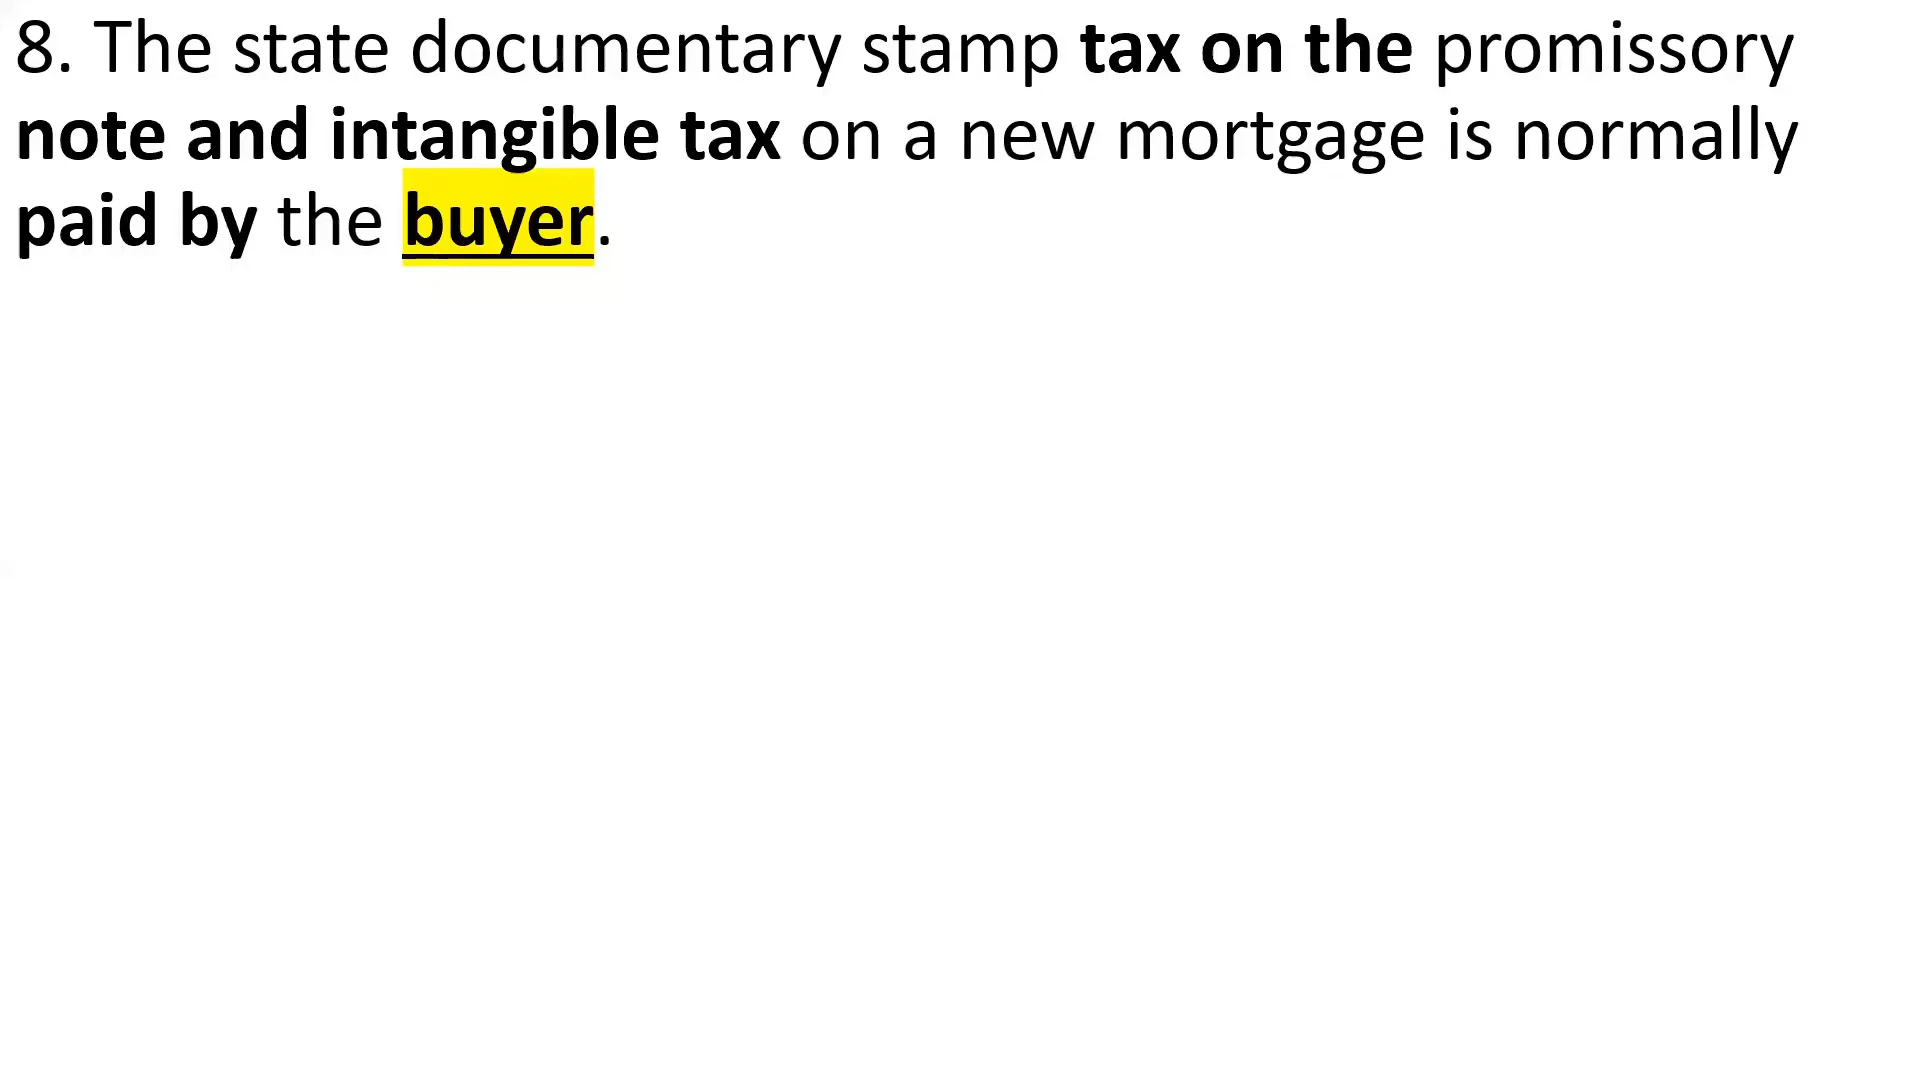 8. The state documentary stamp tax on the promissory
note and intangible tax on a new mortgage is normally
paid by the buyer.